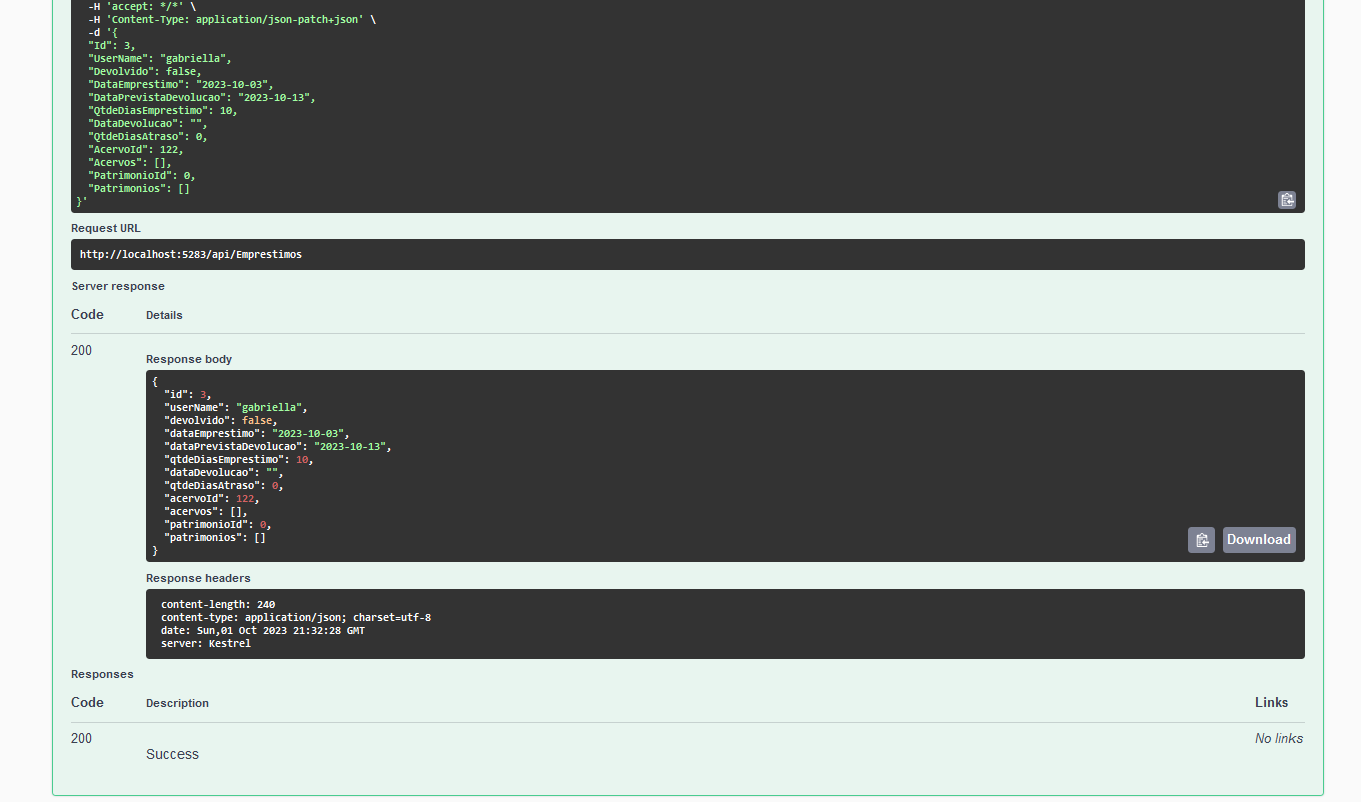 -H 'accept: */*' \
-H 'Content-Type: application/json-patch+json' \
-d '{
"Id": 3,
"UserName": "gabriella",
"Devolvido": false,
"DataEmprestimo": "2023-10-03",
"DataPrevistaDevolucao": "2023-10-13",
"QtdeDiasEmprestimo": 10,
"DataDevolucao": "",
"QtdeDiasAtraso": 0,
"AcervoId": 122,
"Acervos": [],
"PatrimonioId": 0,
"Patrimonios": []
}'
Request URL
http://localhost:5283/api/Emprestimos
Server response
Code Details
200
Response body
{
"id": 3,
"userName": "gabriella",
"devolvido": false,
"dataEmprestimo": "2023-10-03",
"dataPrevistaDevolucao": "2023-10-13",
"qtdeDiasEmprestimo": 10,
"dataDevolucao": "",
"qtdeDiasAtraso": 0,
"acervoId": 122,
"acervos": [],
"patrimonioId": 0,
"patrimonios": []
}
Download
Response headers
content-length: 240
content-type: application/json; charset=utf-8
date: Sun,01 Oct 2023 21:32:28 GMT
server: Kestrel
Responses
Code Description Links
200 No links
Success